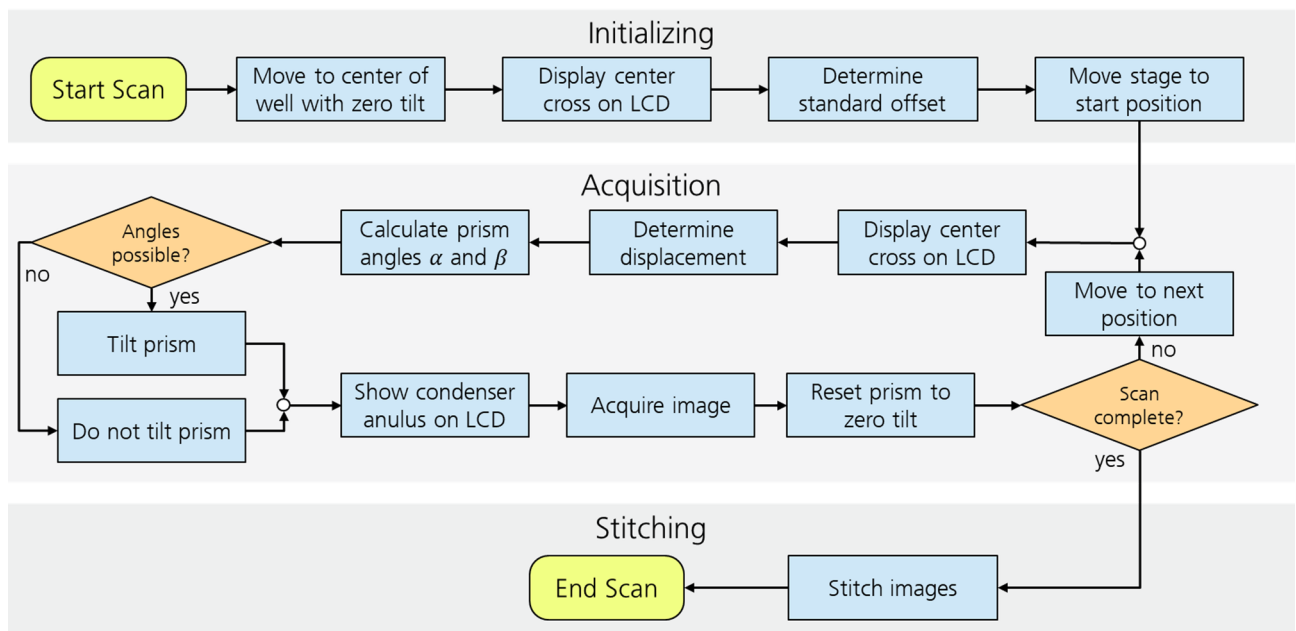 Initializing
Start Scan
Move to center of
well with zero tilt
Display center
cross on LCD
Determine
standard offset
Move stage to
start position
Acquisition
Angles
possible?
Calculate prism
angles α and β
Determine
displacement
Display center
cross on LCD
no
yes
Move to next
position
Tilt prism
no
Do not tilt prism
Show condenser
anulus on LCD
Acquire image
Reset prism to
zero tilt
Scan
complete?
yes
Stitching
End Scan
Stitch images